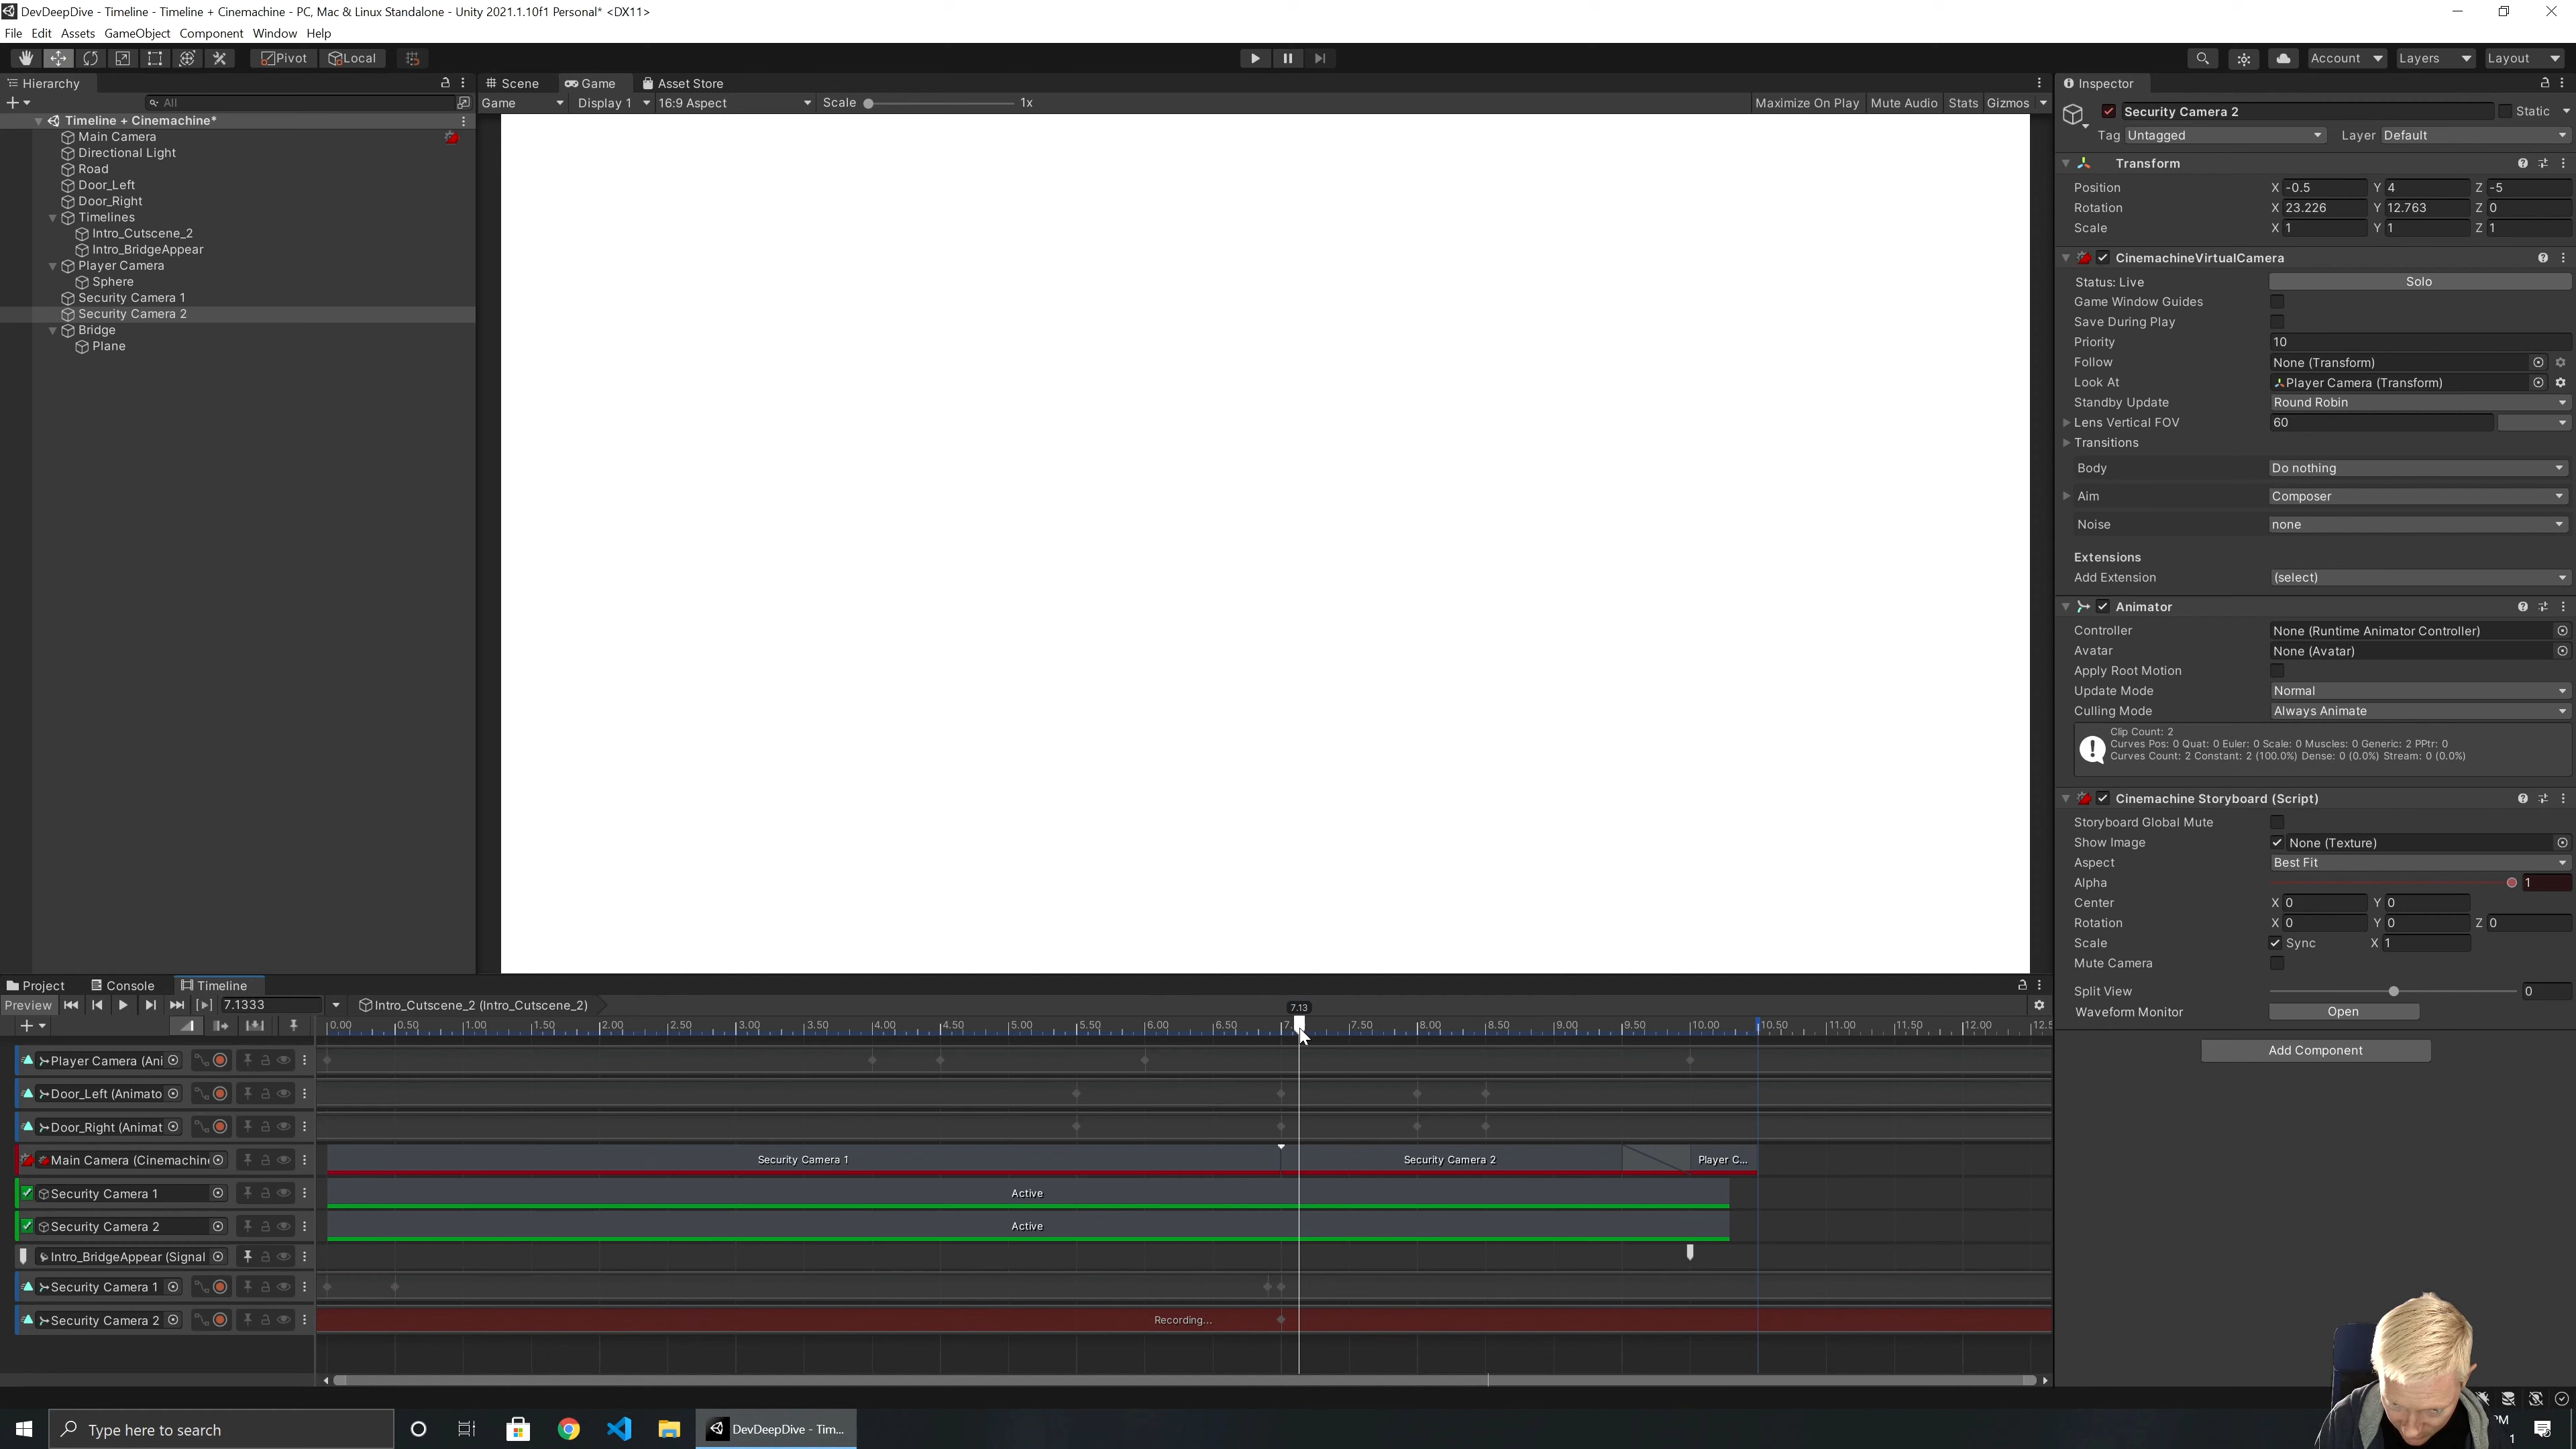 DevDeepDive - Timeline - Timeline + Cinemachine - PC, Mac & Linux Standalone - Unity 2021.1.10f1 Personal* <DX11>
File Edit Assets GameObject Component Window Help
Pivot Local
Account Layers Layout
Hierarchy
All
Timeline + Cinemachine*
Main Camera
Directional Light
Road
Door_Left
Door_Right
Timelines
Intro_Cutscene_2
Intro_BridgeAppear
Player Camera
Sphere
Security Camera 1
Security Camera 2
Bridge
Plane
Scene Game Asset Store
Game Display 1 16:9 Aspect Scale 1x
Maximize On Play Mute Audio Stats Gizmos
Inspector
Security Camera 2 Static
Tag Untagged Layer Default
Transform
Position X -0.5 Y 4 Z -5
Rotation X 23.226 Y 12.763 Z 0
Scale X 1 Y 1 Z 1
CinemachineVirtualCamera
Status: Live Solo
Game Window Guides
Save During Play
Priority 10
Follow None (Transform)
Look At Player Camera (Transform)
Standby Update Round Robin
Lens Vertical FOV 60
Transitions
Body Do nothing
Aim Composer
Noise none
Extensions
Add Extension (select)
Animator
Controller None (Runtime Animator Controller)
Avatar None (Avatar)
Apply Root Motion
Update Mode Normal
Culling Mode Always Animate
Clip Count: 2
Curves Pos: 0 Quat: 0 Euler: 0 Scale: 0 Muscles: 0 Generic: 2 PPtr: 0
Curves Count: 2 Constant: 2 (100.0%) Dense: 0 (0.0%) Stream: 0 (0.0%)
Cinemachine Storyboard (Script)
Storyboard Global Mute
Show Image None (Texture)
Aspect Best Fit
Alpha 1
Center X 0 Y 0
Rotation X 0 Y 0 Z 0
Scale Sync X 1
Mute Camera
Split View 0
Waveform Monitor Open
Add Component
Project Console Timeline
Preview 7.1333 Intro_Cutscene_2 (Intro_Cutscene_2)
7.13
0.00 0.50 1.00 1.50 2.00 2.50 3.00 3.50 4.00 4.50 5.00 5.50 6.00 6.50 7. 7.50 8.00 8.50 9.00 9.50 10.00 10.50 11.00 11.50 12.00 12.5
Player Camera (Ani
Door_Left (Animato
Door_Right (Animat
Main Camera (Cinemachin Security Camera 1 Security Camera 2 Player C...
Security Camera 1 Active
Security Camera 2 Active
Intro_BridgeAppear (Signal
Security Camera 1
Security Camera 2 Recording...
Type here to search
DevDeepDive - Tim...
PM
1